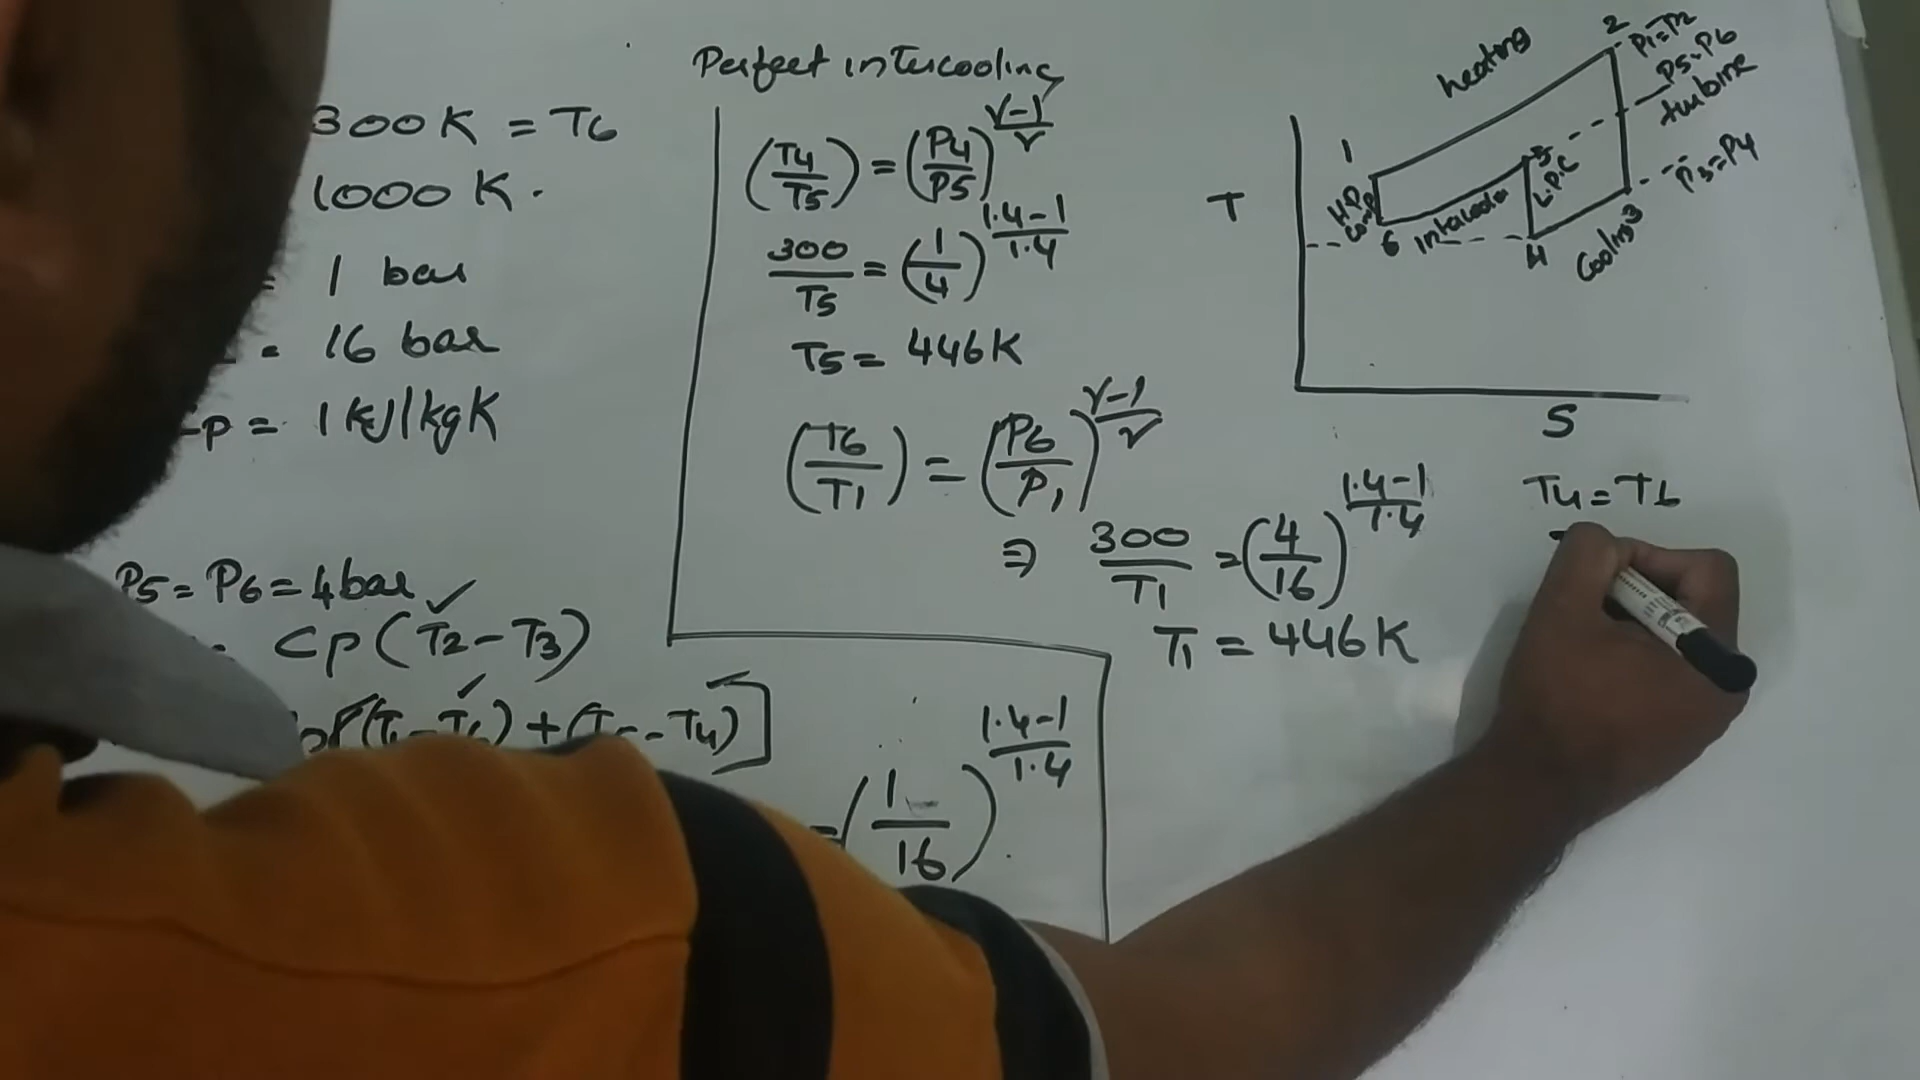 300 K = T6
1000 K.
= 1 bar
= 16 bar
p = 1 kJ/kgK
P5 = P6 = 4 bar
Cp (T2 - T3)
[(T1 - T6) + (T5 - T4)]
Perfect intercooling
(T4/T5) = (P4/P5)^(γ-1/γ)
300/T5 = (1/4)^(1.4-1/1.4)
T5 = 446 K
(T6/T1) = (P6/P1)^(γ-1/γ)
⇒ 300/T1 = (4/16)^(1.4-1/1.4)
T1 = 446 K
= (1/16)^(1.4-1/1.4)
T4 = T6
heating
2
P1=P2
P5=P6
turbine
1
5
T
H.P
Comp
6
Intercooler
L.P.C
4
Cooling
3
P3=P4
S